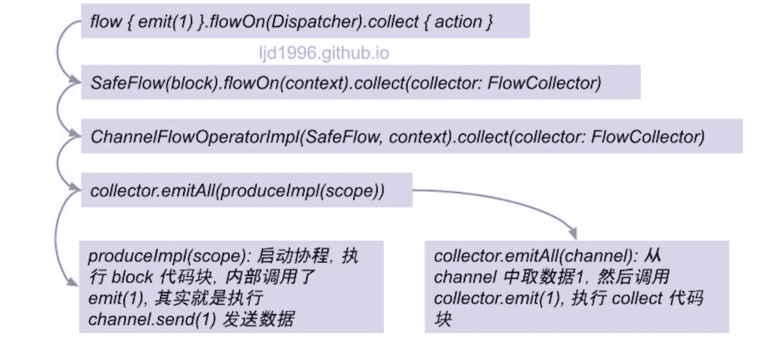 flow { emit(1) }.flowOn(Dispatcher).collect { action }
ljd1996.github.io
SafeFlow(block).flowOn(context).collect(collector: FlowCollector)
ChannelFlowOperatorImpl(SafeFlow, context).collect(collector: FlowCollector)
collector.emitAll(produceImpl(scope))
produceImpl(scope): 启动协程, 执
行 block 代码块, 内部调用了
emit(1), 其实就是执行
channel.send(1) 发送数据
collector.emitAll(channel): 从
channel 中取数据1, 然后调用
collector.emit(1), 执行 collect 代码
块